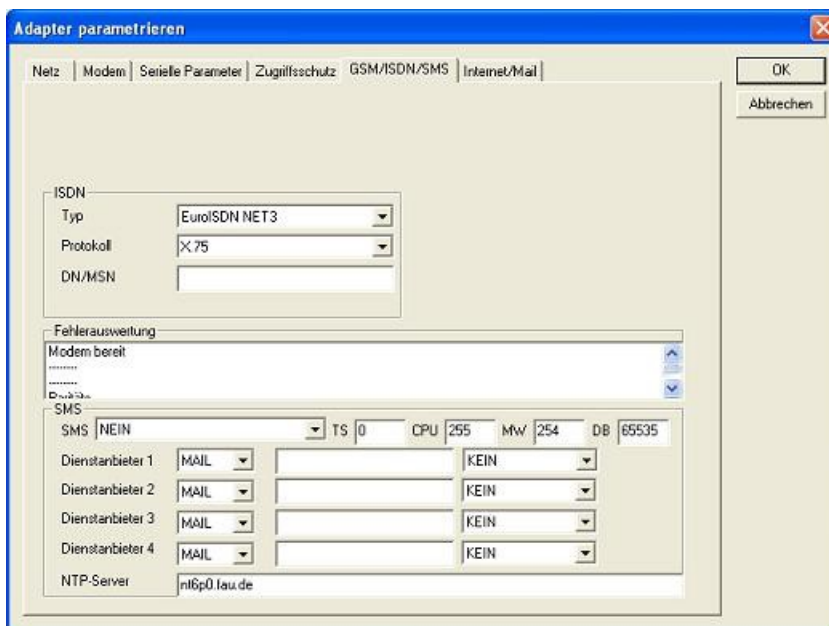 Adapter parametrieren
Netz Modem Serielle Parameter Zugriffsschutz GSM/ISDN/SMS Internet/Mail
OK
Abbrechen
ISDN
Typ EuroISDN NET3
Protokoll X.75
DN/MSN
Fehlerauswertung
Modem bereit
--------
--------
SMS
SMS NEIN TS 0 CPU 255 MW 254 DB 65535
Dienstanbieter 1 MAIL KEIN
Dienstanbieter 2 MAIL KEIN
Dienstanbieter 3 MAIL KEIN
Dienstanbieter 4 MAIL KEIN
NTP-Server ntp0.fau.de